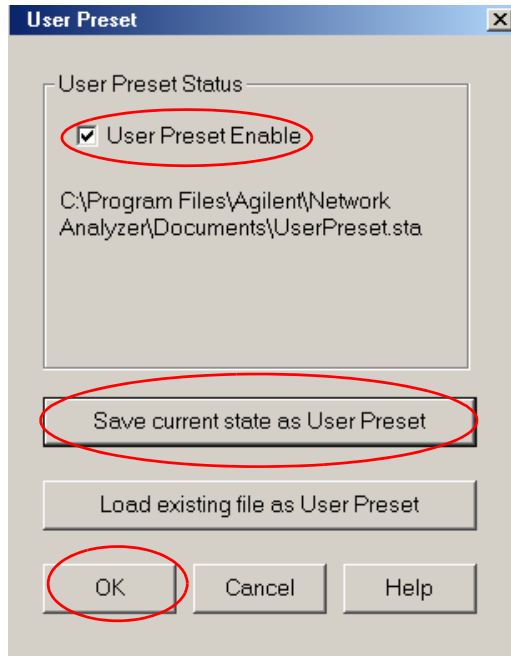 User Preset
User Preset Status
User Preset Enable
C:\Program Files\Agilent\Network
Analyzer\Documents\UserPreset.sta
Save current state as User Preset
Load existing file as User Preset
OK Cancel Help